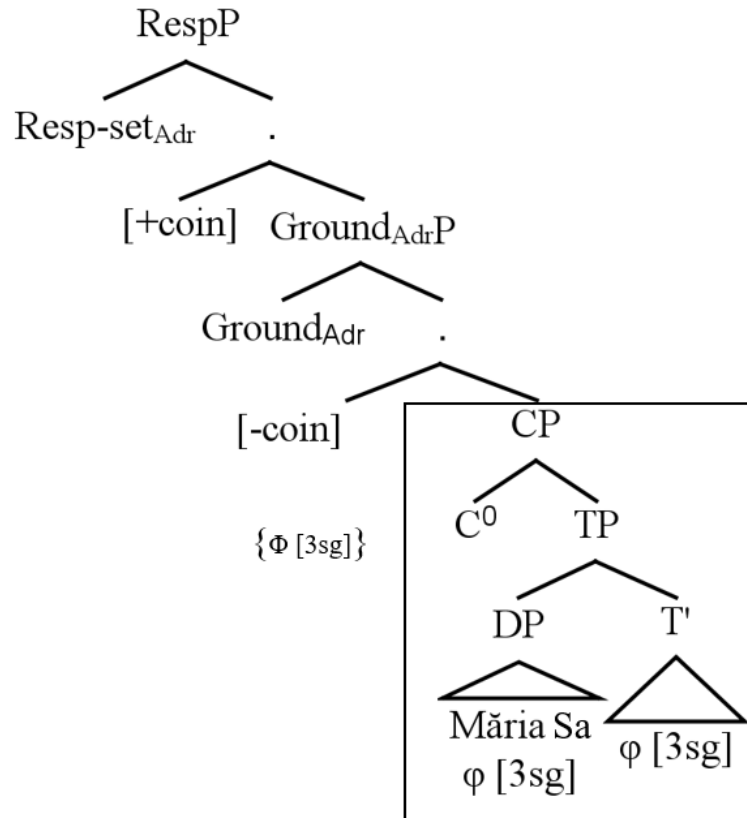 RespP
Resp-setAdr .
[+coin] GroundAdrP
GroundAdr .
[-coin] CP
{Φ [3sg]} C⁰ TP
DP T'
Măria Sa
φ [3sg] φ [3sg]